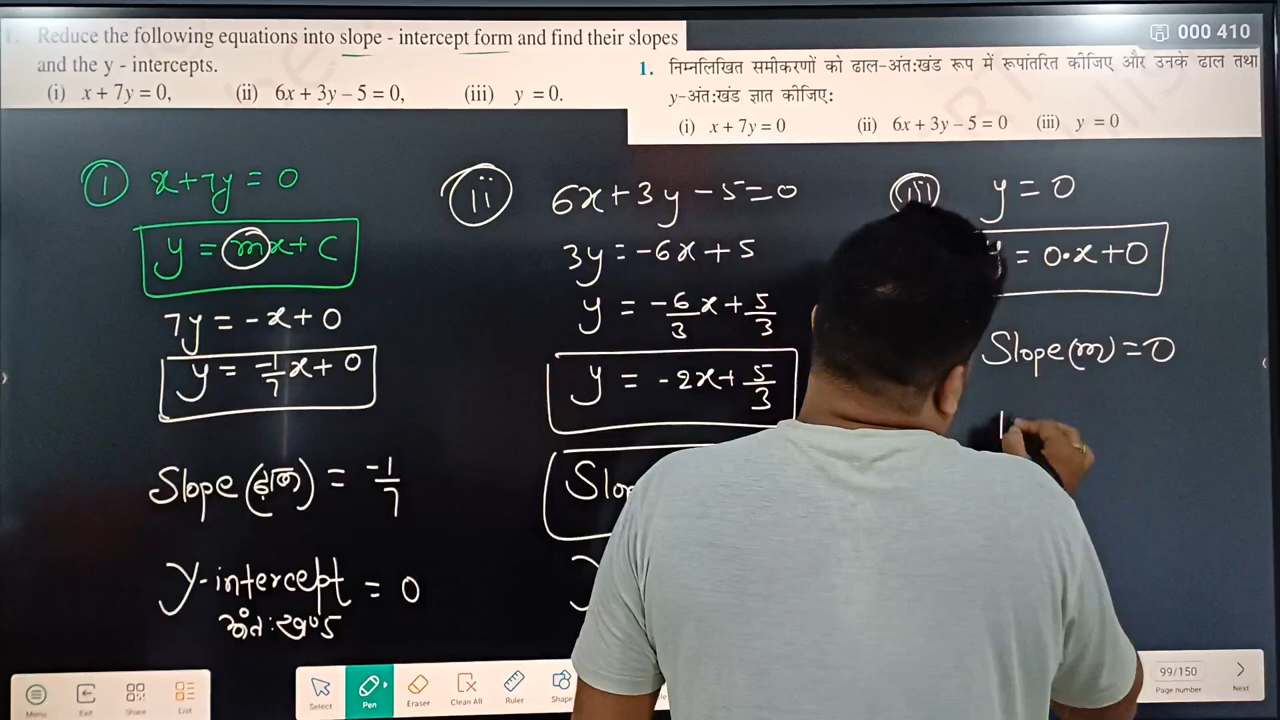 Reduce the following equations into slope - intercept form and find their slopes
and the y - intercepts.
(i) x + 7y = 0, (ii) 6x + 3y – 5 = 0, (iii) y = 0.
1. निम्नलिखित समीकरणों को ढाल-अंत:खंड रूप में रूपांतरित कीजिए और उनके ढाल तथा
y-अंत:खंड ज्ञात कीजिए:
(i) x + 7y = 0 (ii) 6x + 3y – 5 = 0 (iii) y = 0
000 410
(i) x+7y = 0
y = mx+c
7y = -x+0
y = -1/7 x+0
Slope (ढाल) = -1/7
y-intercept = 0
अंत:खण्ड
(ii) 6x+3y-5=0
3y = -6x+5
y = -6/3 x + 5/3
y = -2x + 5/3
(iii) y = 0
= 0•x+0
Slope(m) = 0
Menu
Exit
Share
List
Select
Pen
Eraser
Clear All
Ruler
Shape
99/150
Page number
Next